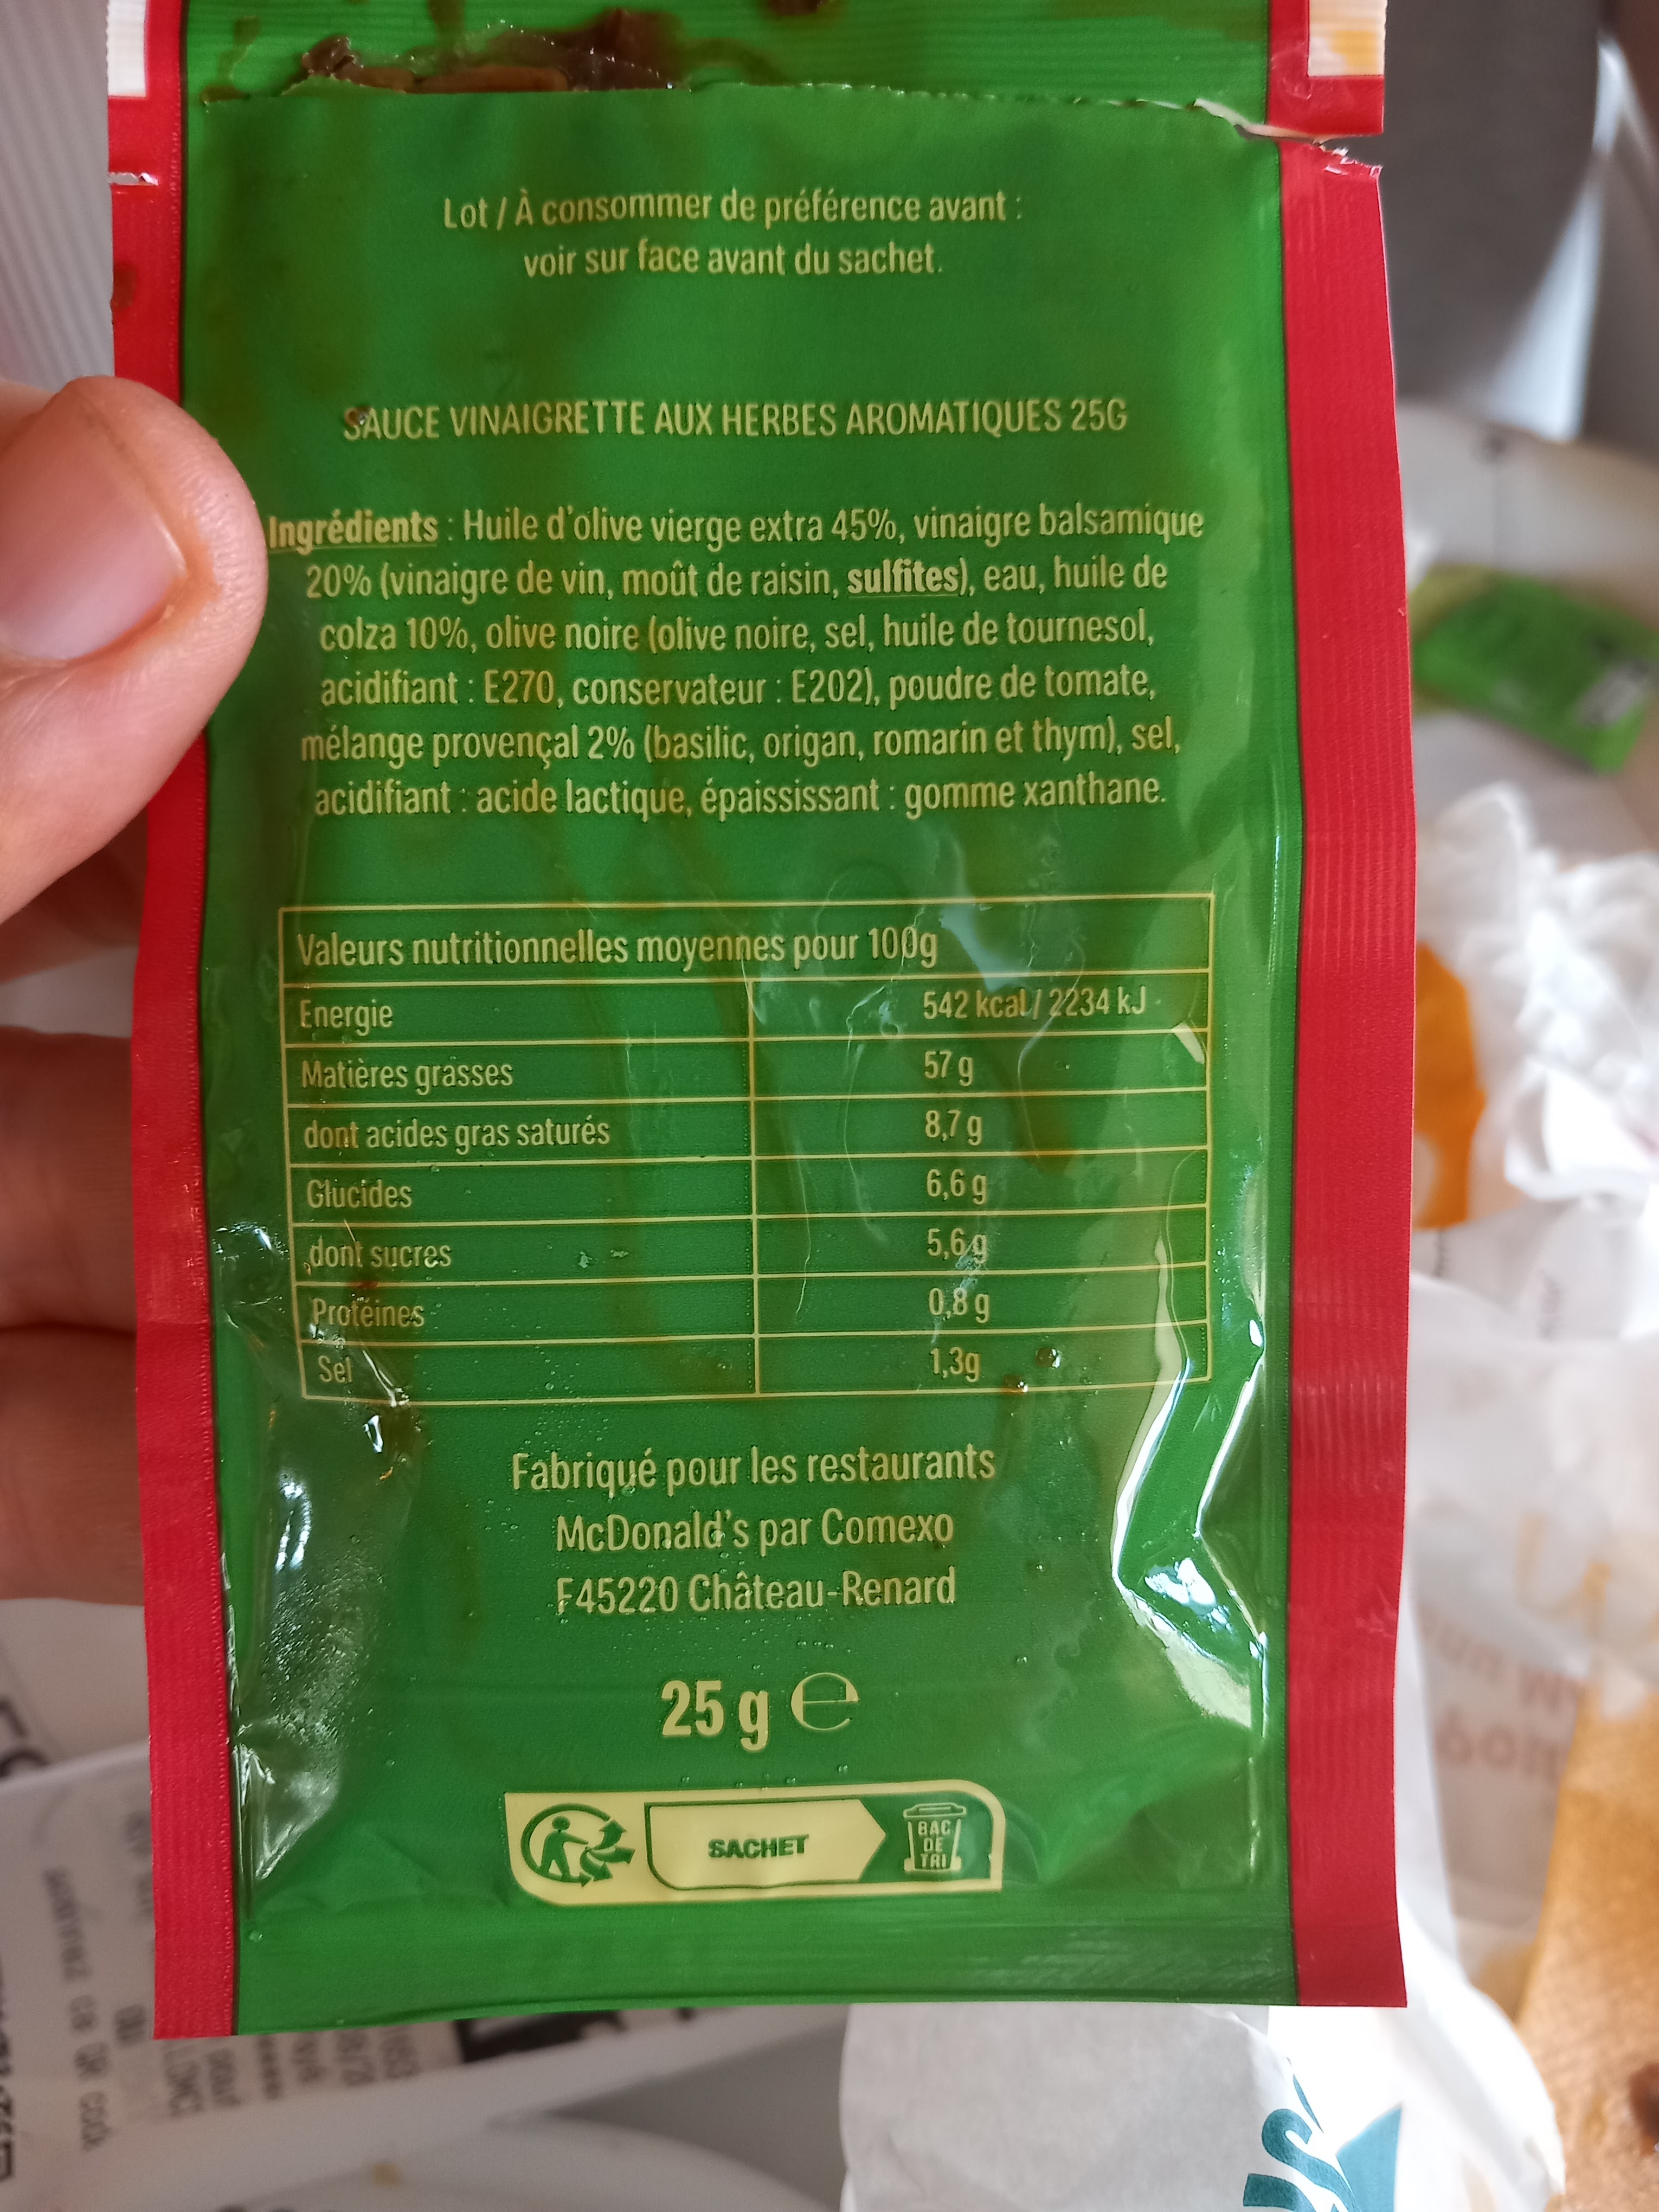 Lot / À consommer de préférence avant :
voir sur face avant du sachet.
SAUCE VINAIGRETTE AUX HERBES AROMATIQUES 25G
Ingrédients : Huile d'olive vierge extra 45%, vinaigre balsamique
20% (vinaigre de vin, moût de raisin, sulfites), eau, huile de
colza 10%, olive noire (olive noire, sel, huile de tournesol,
acidifiant : E270, conservateur : E202), poudre de tomate,
mélange provençal 2% (basilic, origan, romarin et thym), sel,
acidifiant : acide lactique, épaississant : gomme xanthane.
Valeurs nutritionnelles moyennes pour 100g
Energie 542 kcal / 2234 kJ
Matières grasses 57 g
dont acides gras saturés 8,7 g
Glucides 6,6 g
dont sucres 5,6 g
Protéines 0,8 g
Sel 1,3g
Fabriqué pour les restaurants
McDonald's par Comexo
F45220 Château-Renard
25 g e
SACHET
BAC
DE
TRI